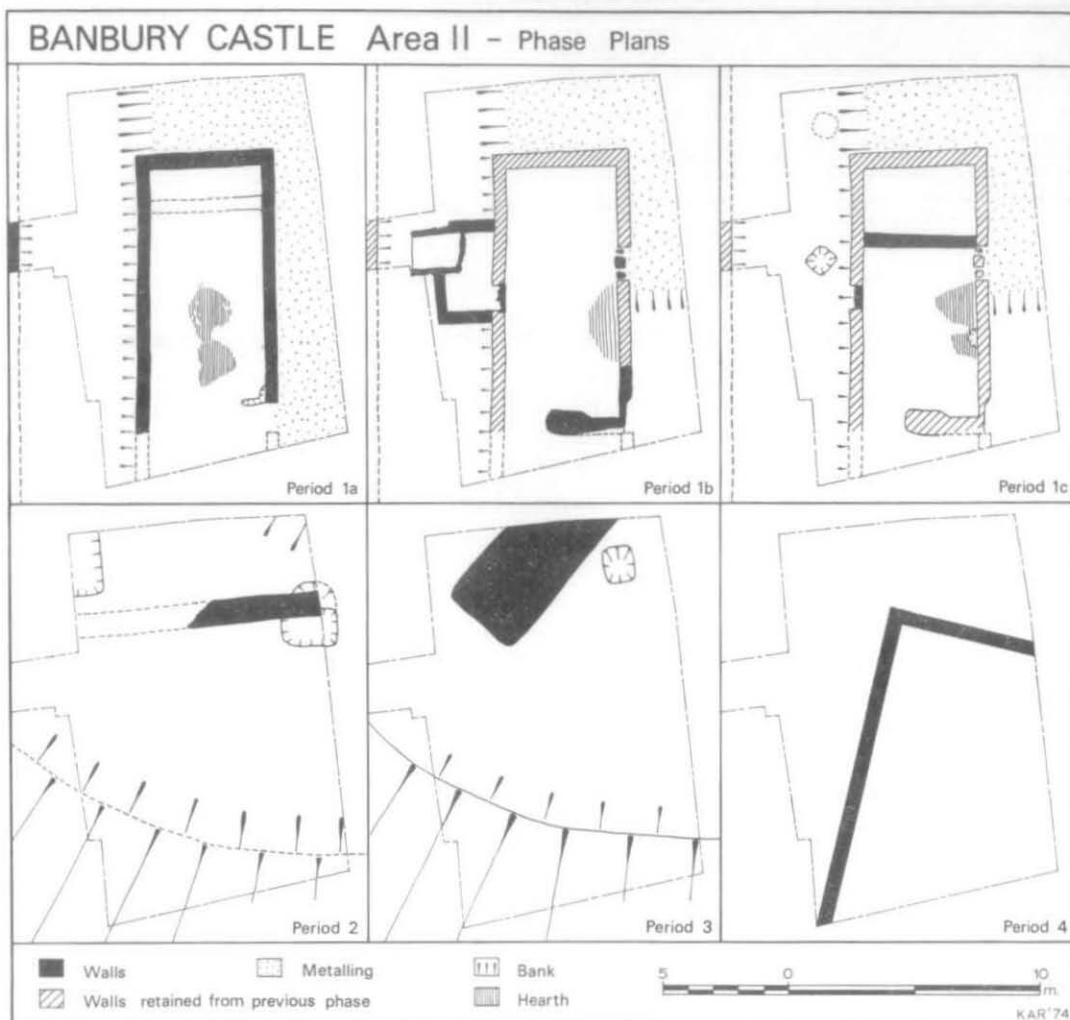 BANBURY CASTLE Area II – Phase Plans
Period 1a
Period 1b
Period 1c
Period 2
Period 3
Period 4
Walls
Metalling
Bank
Walls retained from previous phase
Hearth
5 0 10
m.
KAR'74